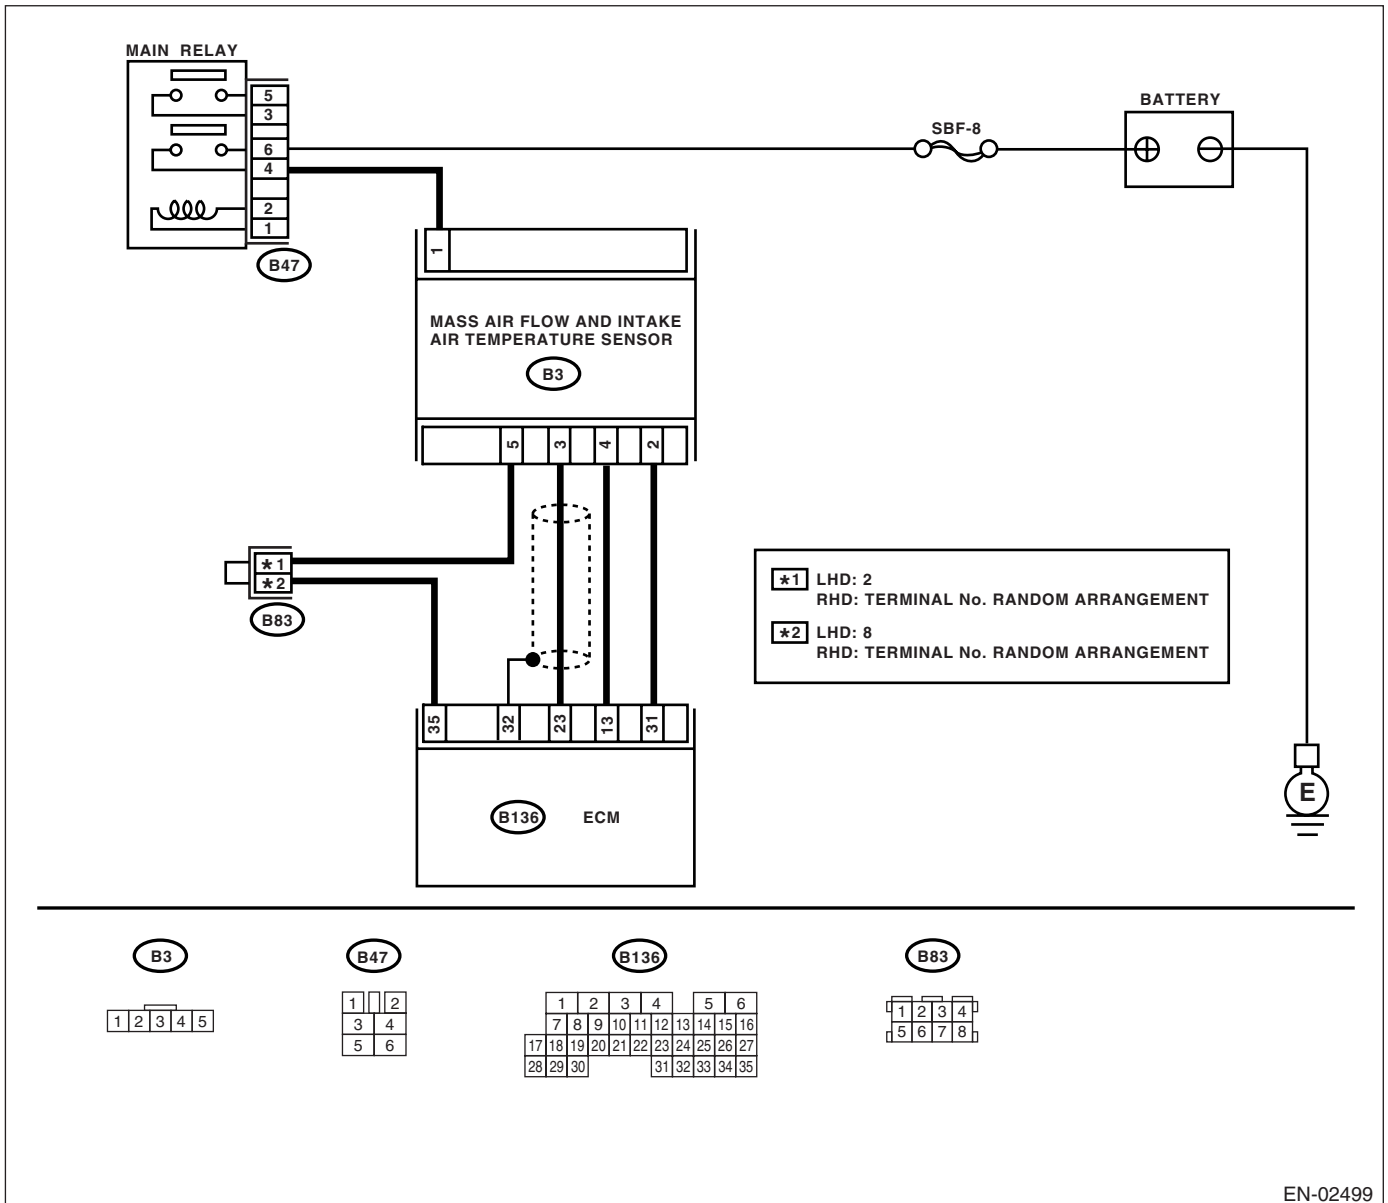 MAIN RELAY
5
3
6
4
2
1
B47
SBF-8
BATTERY
1
MASS AIR FLOW AND INTAKE
AIR TEMPERATURE SENSOR
B3
5 3 4 2
*1
*2
B83
*1 LHD: 2
RHD: TERMINAL No. RANDOM ARRANGEMENT
*2 LHD: 8
RHD: TERMINAL No. RANDOM ARRANGEMENT
35 32 23 13 31
B136 ECM
E
B3
1 2 3 4 5
B47
1 2
3 4
5 6
B136
1 2 3 4 5 6
7 8 9 10 11 12 13 14 15 16
17 18 19 20 21 22 23 24 25 26 27
28 29 30 31 32 33 34 35
B83
1 2 3 4
5 6 7 8
EN-02499